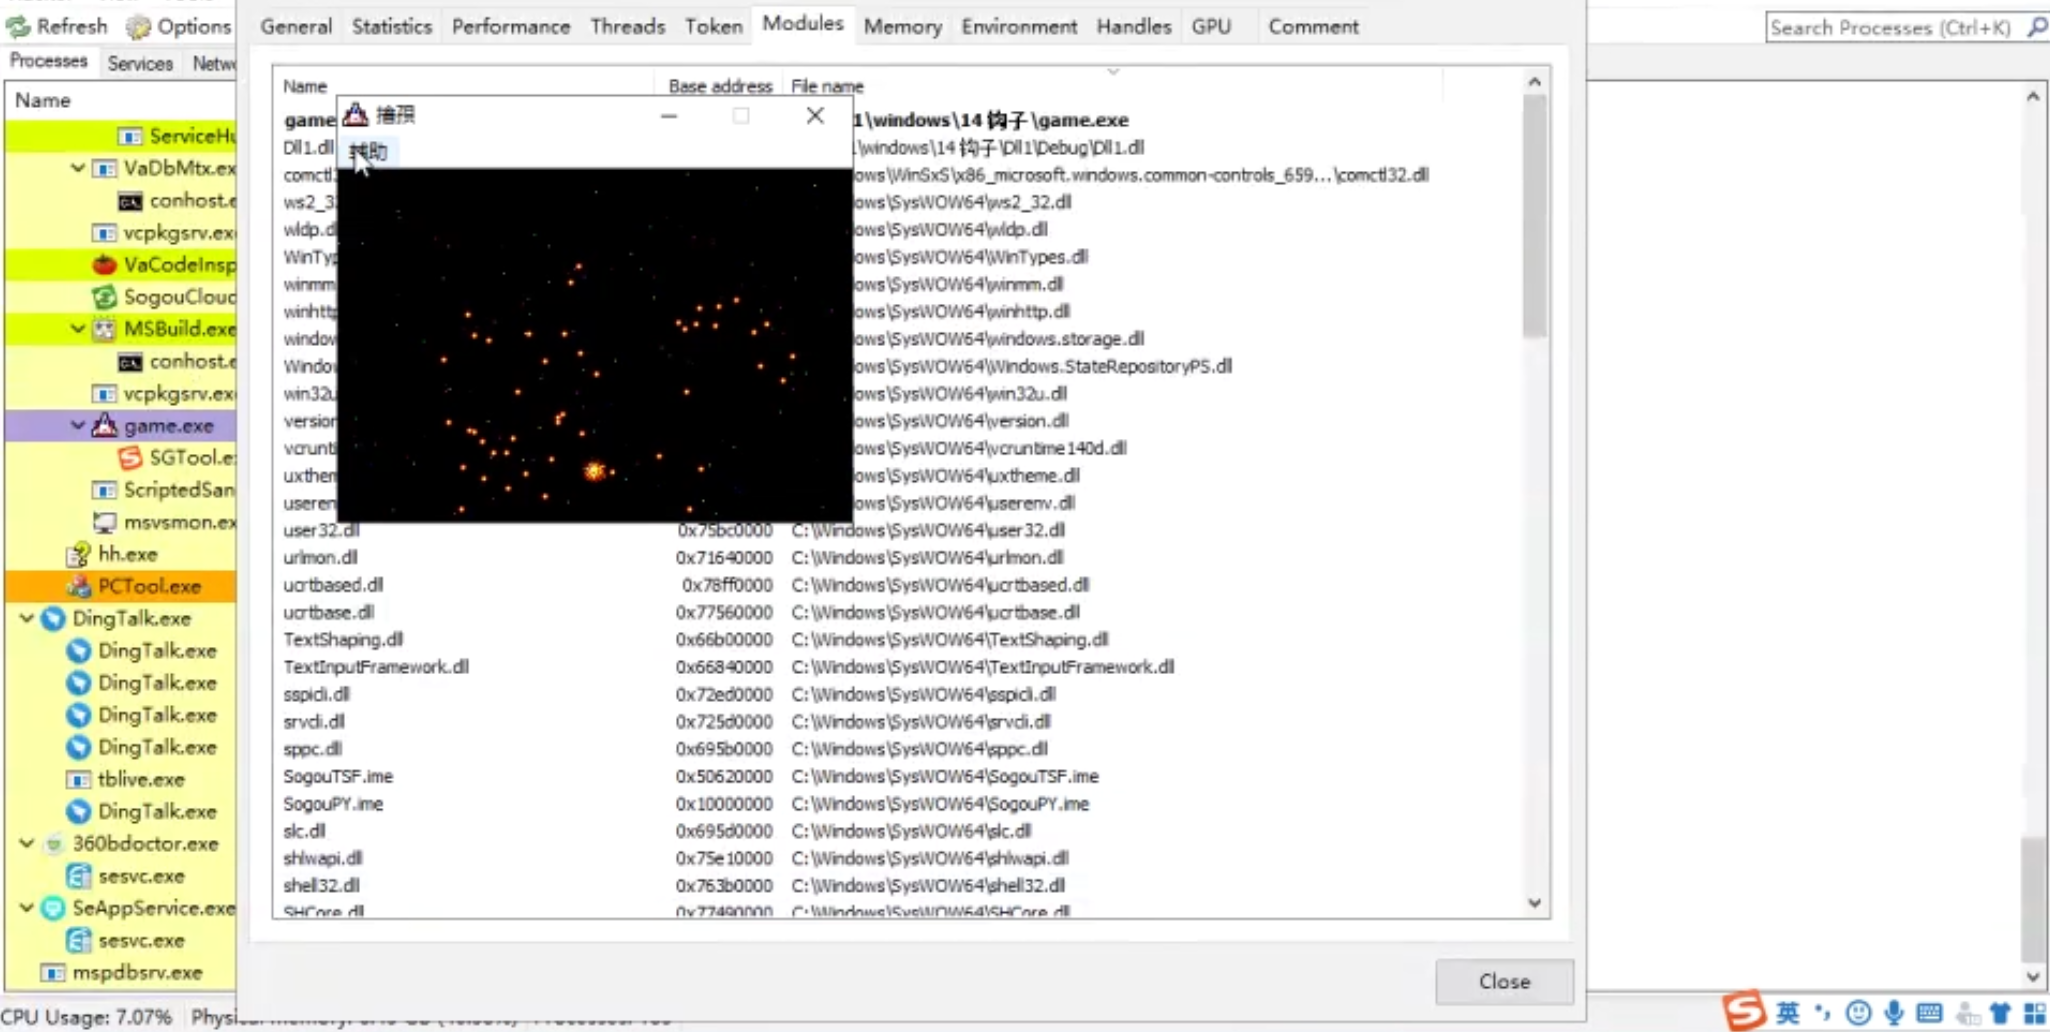 Refresh Options General Statistics Performance Threads Token Modules Memory Environment Handles GPU Comment Search Processes (Ctrl+K)
Processes Services Netw
Name
ServiceHu
VaDbMtx.ex
conhost.e
vcpkgsrv.exe
VaCodeInsp
SogouCloud
MSBuild.exe
conhost.e
vcpkgsrv.exe
game.exe
SGTool.e
ScriptedSan
msvsmon.ex
hh.exe
PCTool.exe
DingTalk.exe
DingTalk.exe
DingTalk.exe
DingTalk.exe
DingTalk.exe
tblive.exe
DingTalk.exe
360bdoctor.exe
sesvc.exe
SeAppService.exe
sesvc.exe
mspdbsrv.exe
CPU Usage: 7.07% Physi
Name Base address File name
game 1\windows\14 钩子\game.exe
Dll1.dll \windows\14 钩子\Dll1\Debug\Dll1.dll
comctl3 ows\WinSxS\x86_microsoft.windows.common-controls_659...\comctl32.dll
ws2_3 ows\SysWOW64\ws2_32.dll
wldp.d ows\SysWOW64\wldp.dll
WinTyp ows\SysWOW64\WinTypes.dll
winmm ows\SysWOW64\winmm.dll
winhttp ows\SysWOW64\winhttp.dll
window ows\SysWOW64\windows.storage.dll
Windo ows\SysWOW64\Windows.StateRepositoryPS.dll
win32u ows\SysWOW64\win32u.dll
version ows\SysWOW64\version.dll
vcrunti ows\SysWOW64\vcruntime140d.dll
uxthem ows\SysWOW64\uxtheme.dll
useren ows\SysWOW64\userenv.dll
user32.dll 0x75bc0000 C:\Windows\SysWOW64\user32.dll
urlmon.dll 0x71640000 C:\Windows\SysWOW64\urlmon.dll
ucrtbased.dll 0x78ff0000 C:\Windows\SysWOW64\ucrtbased.dll
ucrtbase.dll 0x77560000 C:\Windows\SysWOW64\ucrtbase.dll
TextShaping.dll 0x66b00000 C:\Windows\SysWOW64\TextShaping.dll
TextInputFramework.dll 0x66840000 C:\Windows\SysWOW64\TextInputFramework.dll
sspicli.dll 0x72ed0000 C:\Windows\SysWOW64\sspicli.dll
srvcli.dll 0x725d0000 C:\Windows\SysWOW64\srvcli.dll
sppc.dll 0x695b0000 C:\Windows\SysWOW64\sppc.dll
SogouTSF.ime 0x50620000 C:\Windows\SysWOW64\SogouTSF.ime
SogouPY.ime 0x10000000 C:\Windows\SysWOW64\SogouPY.ime
slc.dll 0x695d0000 C:\Windows\SysWOW64\slc.dll
shlwapi.dll 0x75e10000 C:\Windows\SysWOW64\shlwapi.dll
shell32.dll 0x763b0000 C:\Windows\SysWOW64\shell32.dll
SHCore.dll 0x77490000 C:\Windows\SysWOW64\SHCore.dll
Close
英